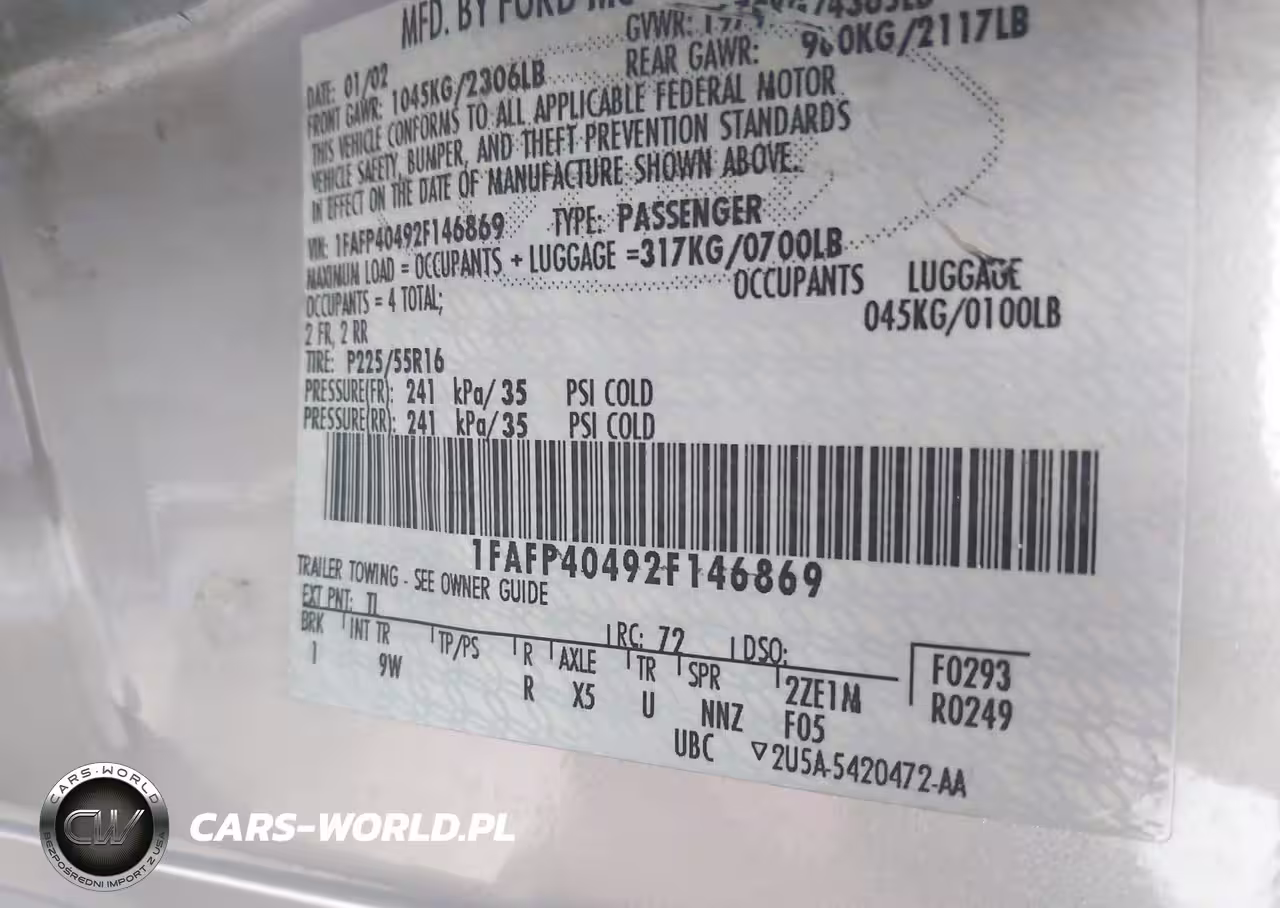 MFD. BY FORD
DATE: 01/02 GVWR:
FRONT GAWR: 1045KG/2306LB REAR GAWR: 960KG/2117LB
THIS VEHICLE CONFORMS TO ALL APPLICABLE FEDERAL MOTOR
VEHICLE SAFETY, BUMPER, AND THEFT PREVENTION STANDARDS
IN EFFECT ON THE DATE OF MANUFACTURE SHOWN ABOVE.
VIN: 1FAFP40492F146869 TYPE: PASSENGER
MAXIMUM LOAD = OCCUPANTS + LUGGAGE =317KG/0700LB
OCCUPANTS = 4 TOTAL; OCCUPANTS LUGGAGE
2 FR, 2 RR 045KG/0100LB
TIRE: P225/55R16
PRESSURE(FR): 241 kPa/ 35 PSI COLD
PRESSURE(RR): 241 kPa/ 35 PSI COLD
1FAFP40492F146869
TRAILER TOWING - SEE OWNER GUIDE
EXT PNT: TL RC: 72 DSO: F0293
BRK INT TR TP/PS R AXLE TR SPR 2ZE1M R0249
1 9W R X5 U NNZ F05
UBC ▽2U5A-5420472-AA
CARS-WORLD
CW
BEZPOŚREDNI IMPORT Z USA
CARS-WORLD.PL